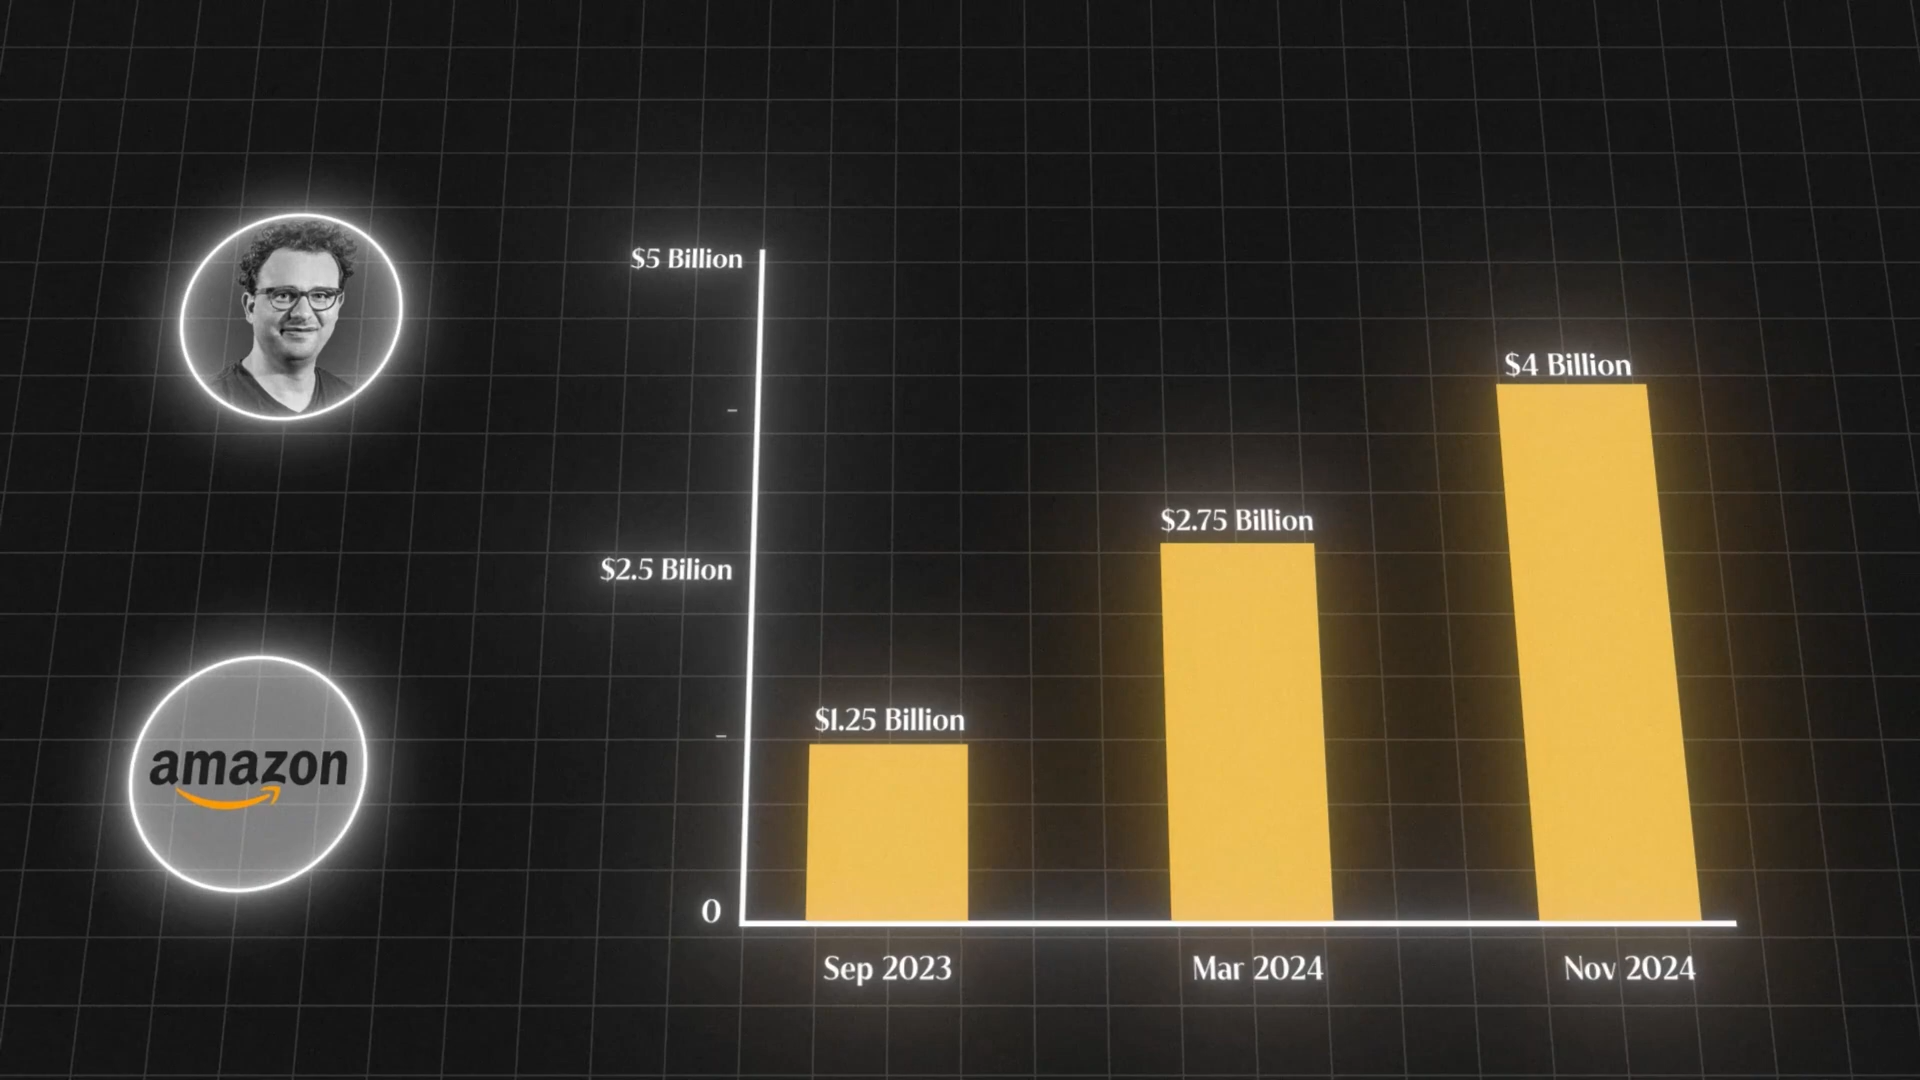 $5 Billion
$4 Billion
$2.75 Billion
$2.5 Bilion
$1.25 Billion
amazon
0
Sep 2023
Mar 2024
Nov 2024